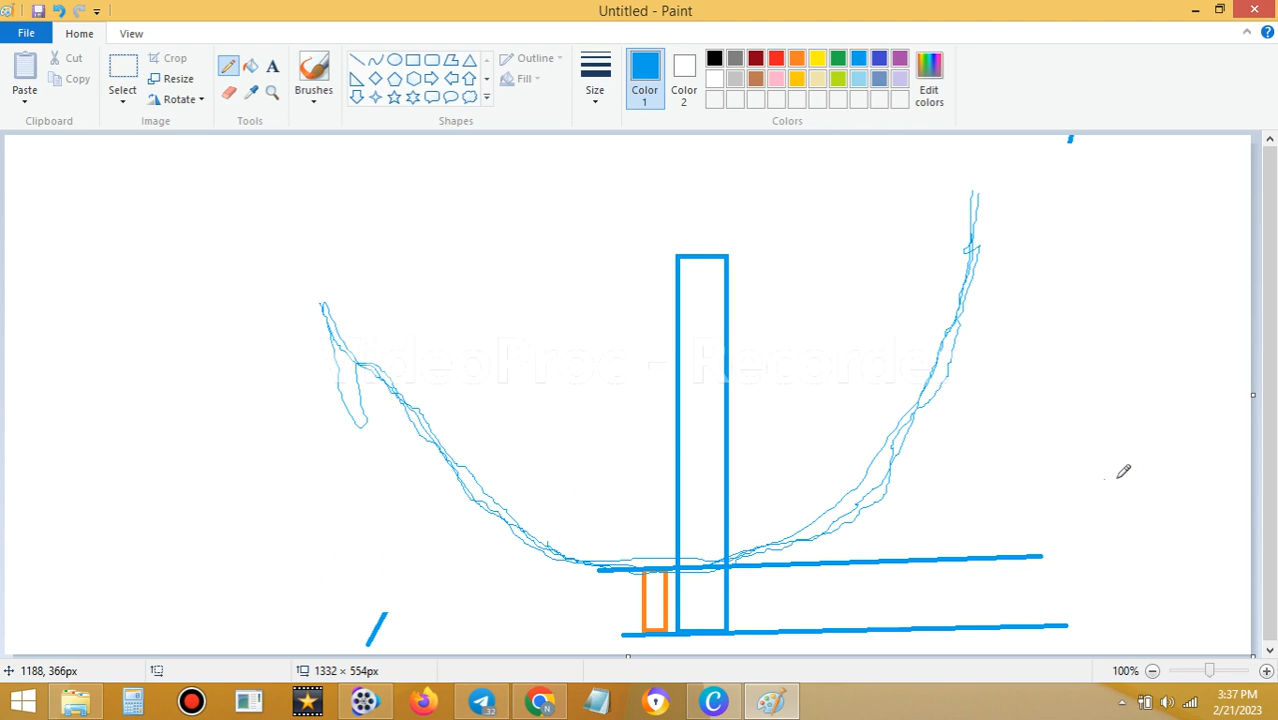 Untitled - Paint
File Home View
Cut
Copy
Paste
Clipboard
Crop
Resize
Rotate
Select
Image
Tools
Brushes
Outline
Fill
Shapes
Size
Color 1
Color 2
Edit colors
Colors
VideoProc - Recorder
1188, 366px
1332 × 554px
100%
32
N
C
3:37 PM
2/21/2023